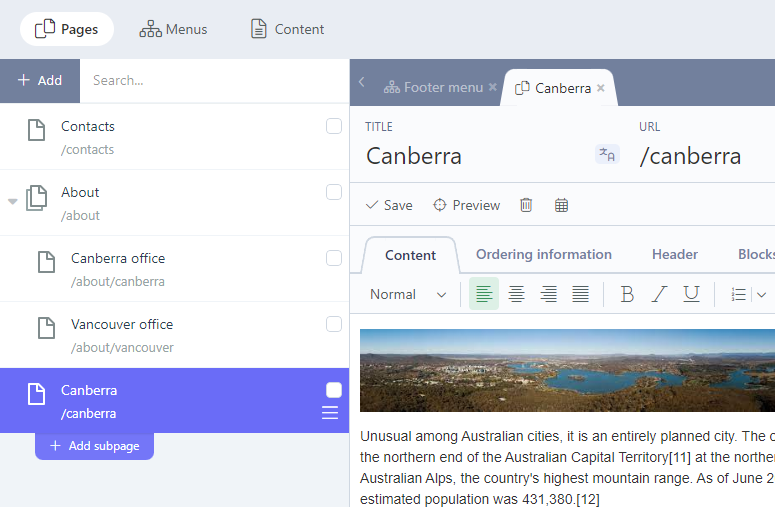 Pages
Menus
Content
+ Add
Search...
Contacts
/contacts
About
/about
Canberra office
/about/canberra
Vancouver office
/about/vancouver
Canberra
/canberra
+ Add subpage
Footer menu ×
Canberra ×
TITLE
Canberra
URL
/canberra
Save
Preview
Content
Ordering information
Header
Blocks
Normal
B I U
Unusual among Australian cities, it is an entirely planned city. The
the northern end of the Australian Capital Territory[11] at the
Australian Alps, the country's highest mountain range. As of June 2
estimated population was 431,380.[12]